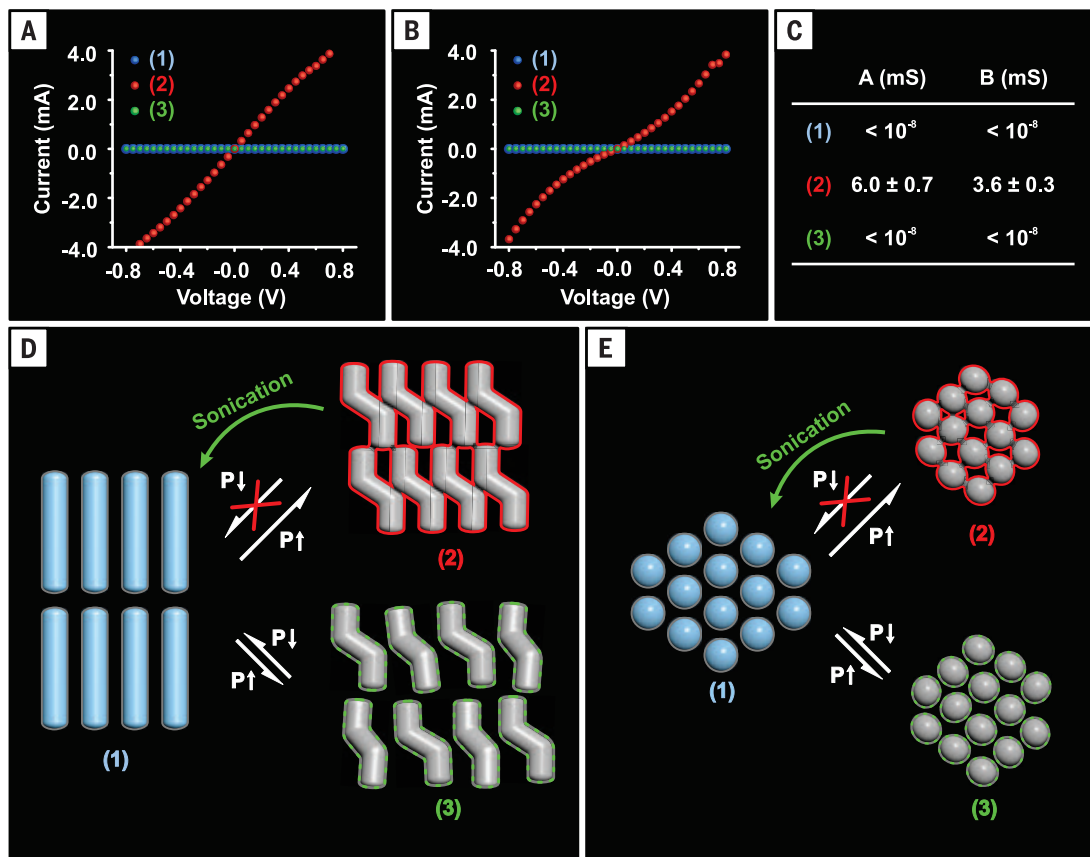 A
4.0
2.0
0.0
-2.0
-4.0
Current (mA)
(1)
(2)
(3)
-0.8 -0.4 -0.0 0.4 0.8
Voltage (V)
B
4.0
2.0
0.0
-2.0
-4.0
Current (mA)
(1)
(2)
(3)
-0.8 -0.4 -0.0 0.4 0.8
Voltage (V)
C
A (mS) B (mS)
(1) < 10⁻⁸ < 10⁻⁸
(2) 6.0 ± 0.7 3.6 ± 0.3
(3) < 10⁻⁸ < 10⁻⁸
D
Sonication
P↓
P↑
(2)
P↓
P↑
(1)
(3)
E
Sonication
P↓
P↑
(2)
P↓
P↑
(1)
(3)